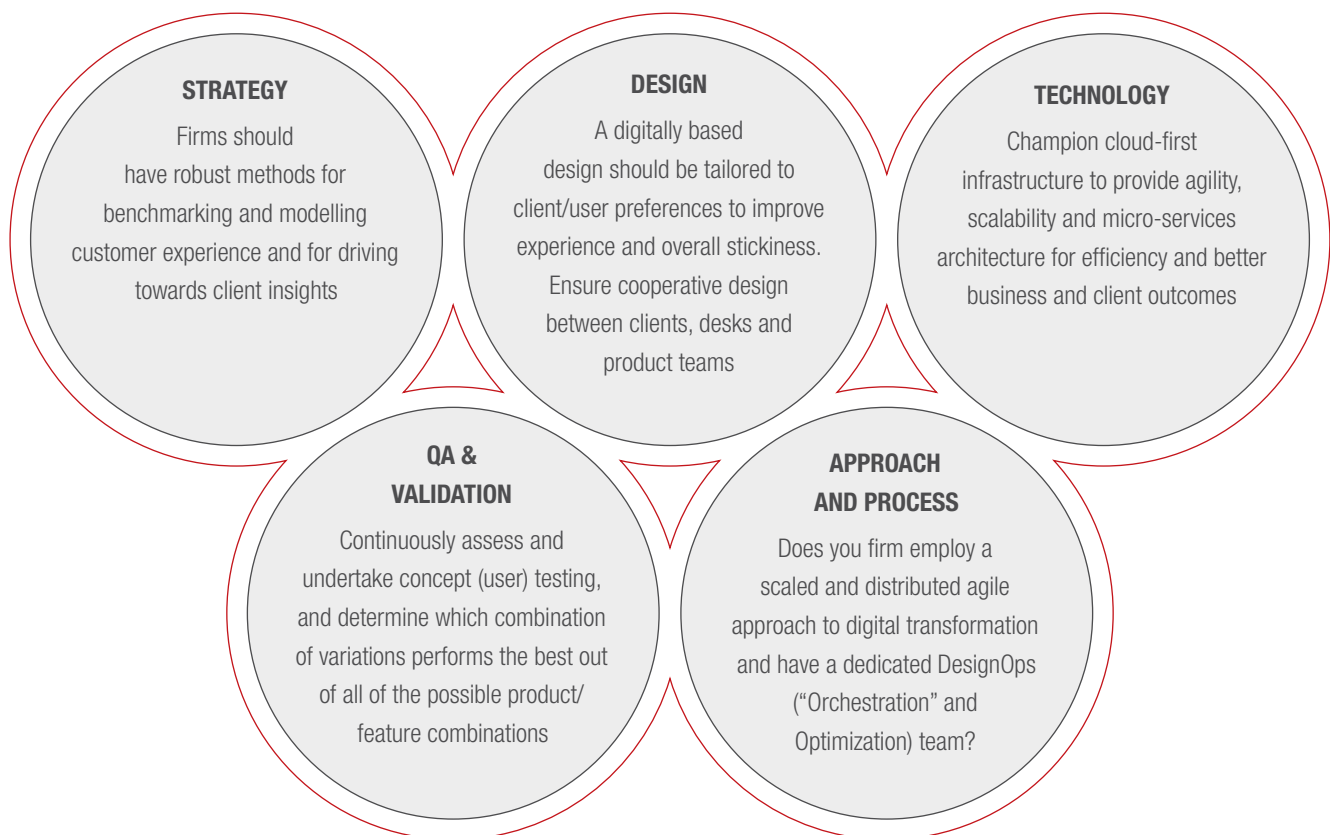 STRATEGY
Firms should
have robust methods for
benchmarking and modelling
customer experience and for driving
towards client insights
DESIGN
A digitally based
design should be tailored to
client/user preferences to improve
experience and overall stickiness.
Ensure cooperative design
between clients, desks and
product teams
TECHNOLOGY
Champion cloud-first
infrastructure to provide agility,
scalability and micro-services
architecture for efficiency and better
business and client outcomes
QA &
VALIDATION
Continuously assess and
undertake concept (user) testing,
and determine which combination
of variations performs the best out
of all of the possible product/
feature combinations
APPROACH
AND PROCESS
Does you firm employ a
scaled and distributed agile
approach to digital transformation
and have a dedicated DesignOps
(“Orchestration” and
Optimization) team?